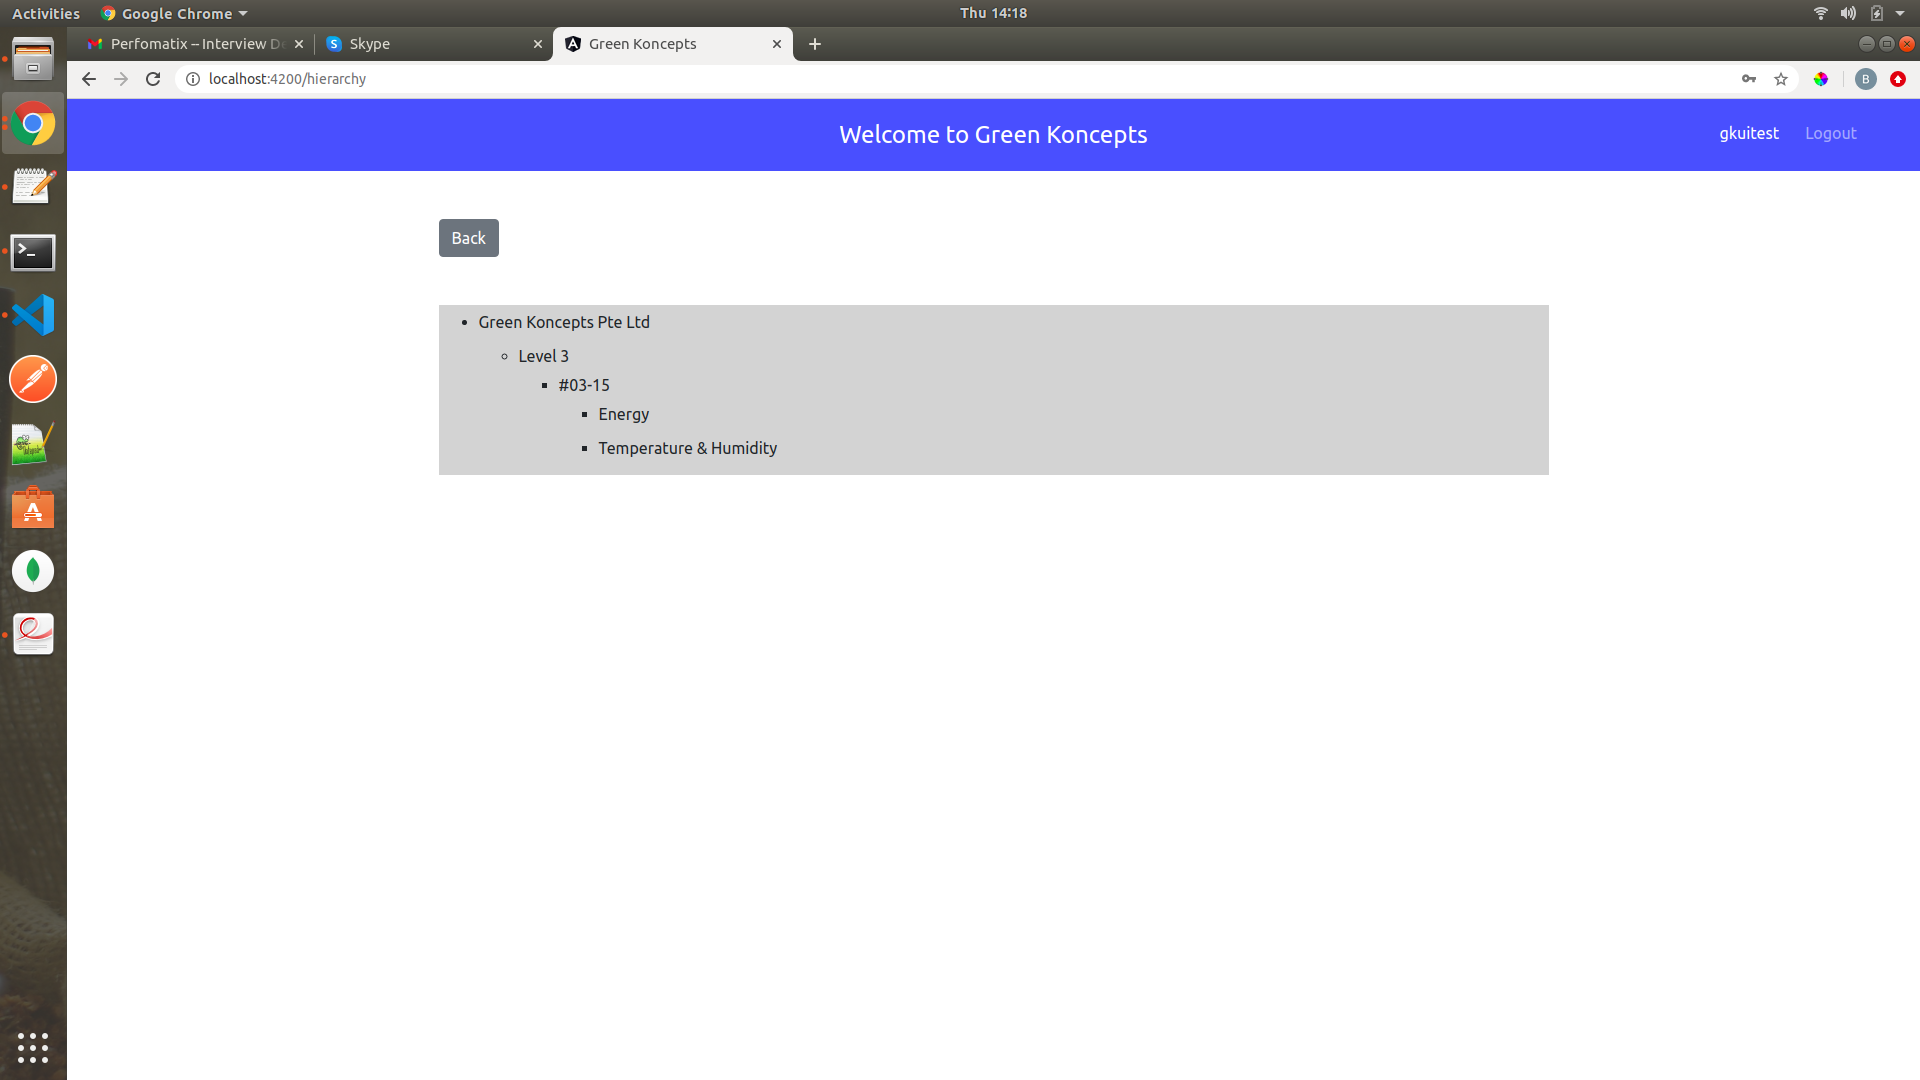 Activities Google Chrome Thu 14:18
Perfomatix – Interview De Skype Green Koncepts
localhost:4200/hierarchy B
Welcome to Green Koncepts gkuitest Logout
Back
Green Koncepts Pte Ltd
Level 3
#03-15
Energy
Temperature & Humidity